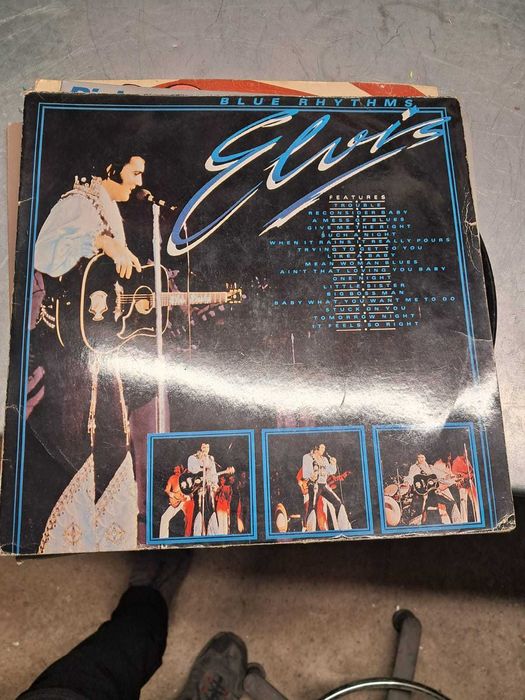 BLUE RHYTHMS
Elvis
FEATURES
TROUBLE
RECONSIDER BABY
A MESS OF BLUES
GIVE ME THE RIGHT
SUCH A NIGHT
WHEN IT RAINS IT REALLY POURS
TRYING TO GET TO YOU
LIKE A BABY
MEAN WOMAN BLUES
AIN'T THAT LOVING YOU BABY
ONE NIGHT
LITTLE SISTER
BIG BOSS MAN
BABY WHAT YOU WANT ME TO DO
STUCK ON YOU
TOMORROW NIGHT
IT FEELS SO RIGHT